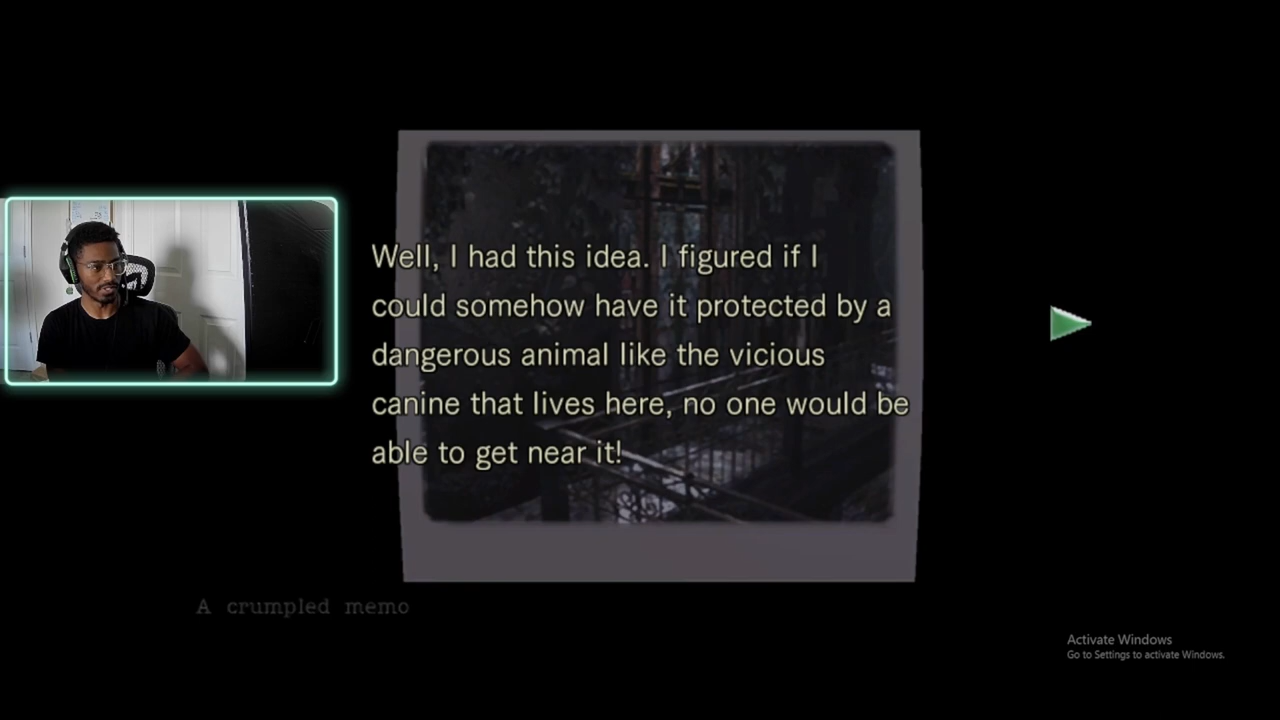 Well, I had this idea. I figured if I
could somehow have it protected by a
dangerous animal like the vicious
canine that lives here, no one would be
able to get near it!
A crumpled memo
Activate Windows
Go to Settings to activate Windows.